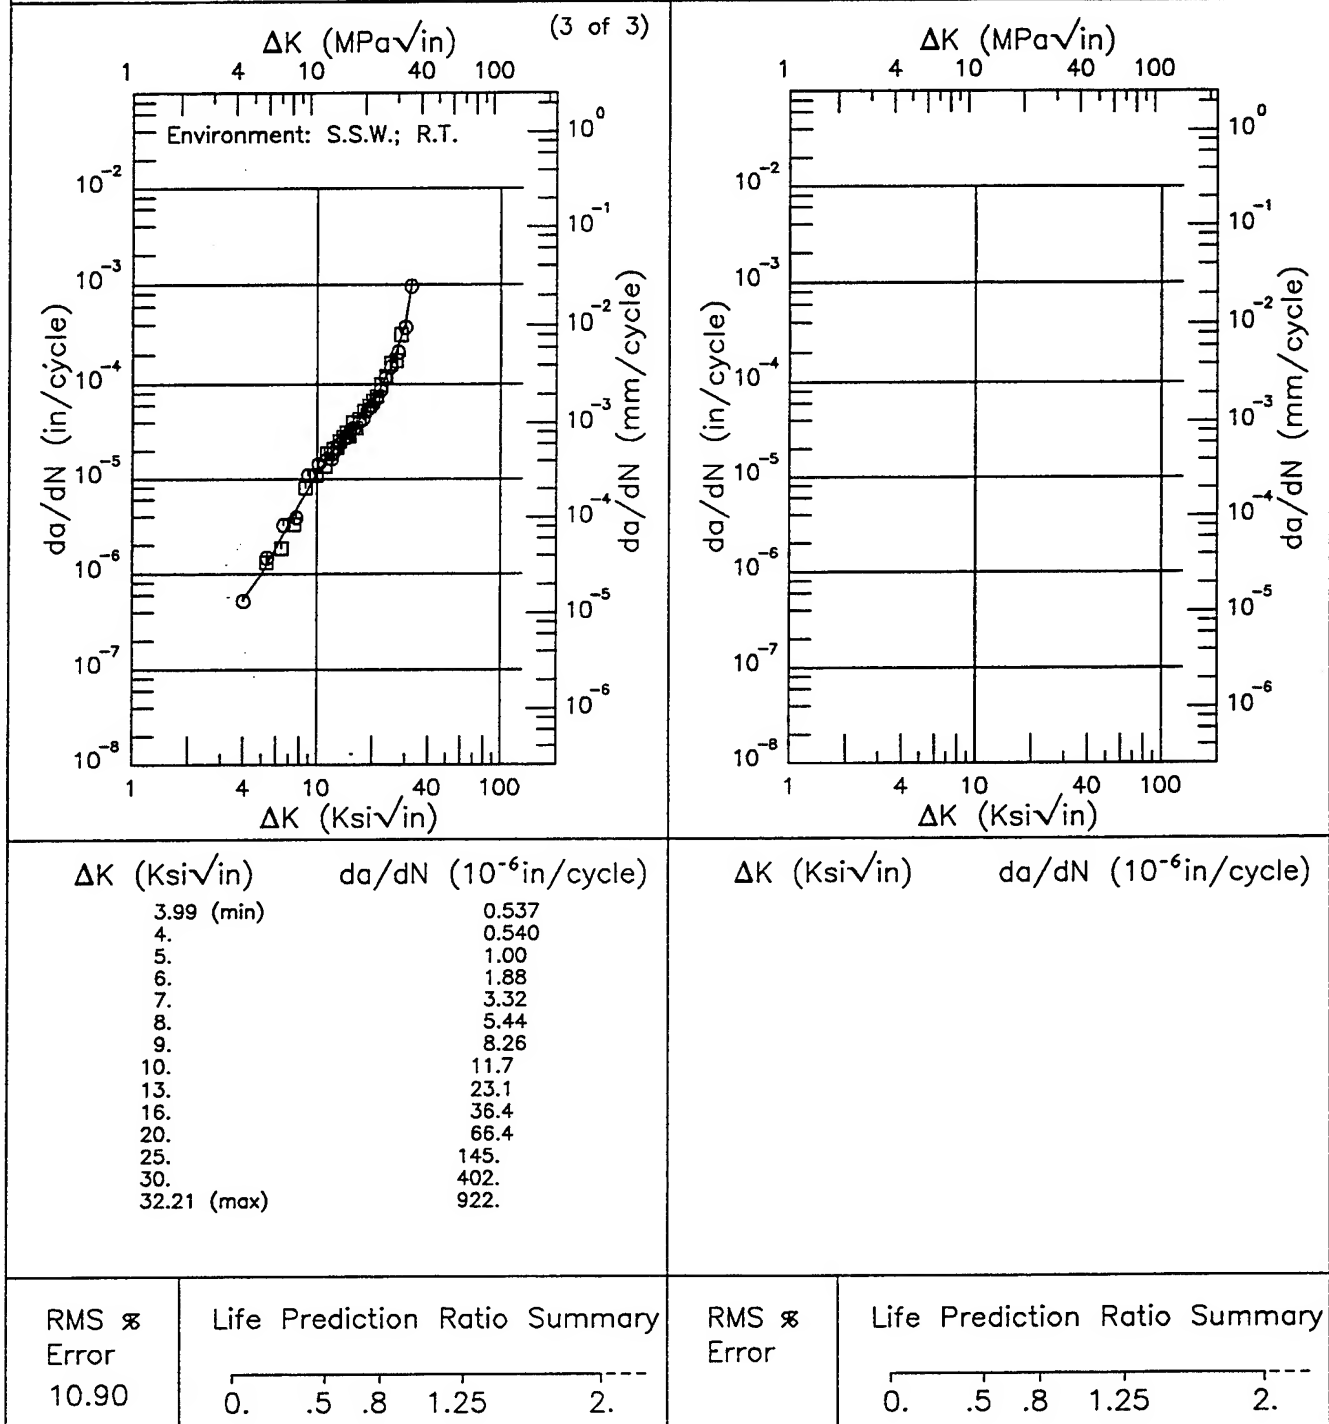 (3 of 3)
ΔK (MPa√in)
1 4 10 40 100
Environment: S.S.W.; R.T.
10⁰
10⁻¹
10⁻²
10⁻³
10⁻⁴
10⁻⁵
10⁻⁶
da/dN (mm/cycle)
10⁻²
10⁻³
10⁻⁴
10⁻⁵
10⁻⁶
10⁻⁷
10⁻⁸
da/dN (in/cycle)
1 4 10 40 100
ΔK (Ksi√in)
ΔK (MPa√in)
1 4 10 40 100
10⁰
10⁻¹
10⁻²
10⁻³
10⁻⁴
10⁻⁵
10⁻⁶
da/dN (mm/cycle)
10⁻²
10⁻³
10⁻⁴
10⁻⁵
10⁻⁶
10⁻⁷
10⁻⁸
da/dN (in/cycle)
1 4 10 40 100
ΔK (Ksi√in)
ΔK (Ksi√in) da/dN (10⁻⁶in/cycle)
3.99 (min) 0.537
4. 0.540
5. 1.00
6. 1.88
7. 3.32
8. 5.44
9. 8.26
10. 11.7
13. 23.1
16. 36.4
20. 66.4
25. 145.
30. 402.
32.21 (max) 922.
ΔK (Ksi√in) da/dN (10⁻⁶in/cycle)
RMS %
Error
10.90
Life Prediction Ratio Summary
0. .5 .8 1.25 2.
RMS %
Error
Life Prediction Ratio Summary
0. .5 .8 1.25 2.